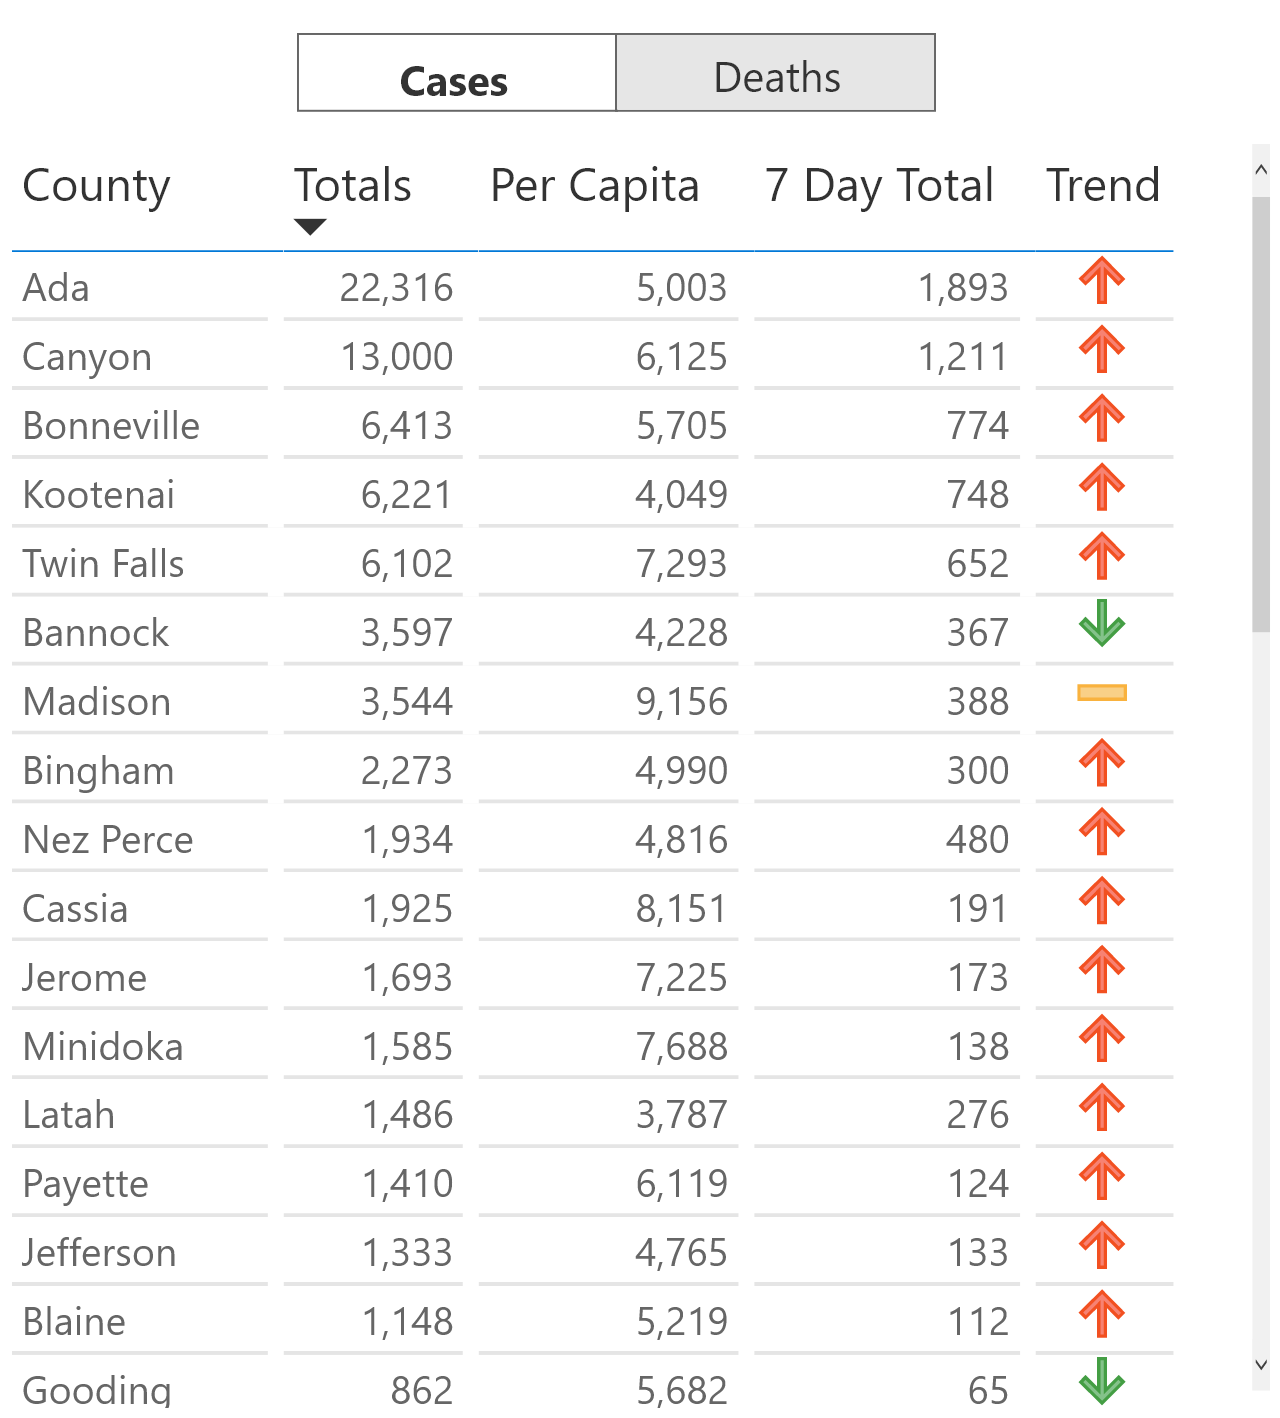 Cases Deaths
County Totals Per Capita 7 Day Total Trend
Ada 22,316 5,003 1,893
Canyon 13,000 6,125 1,211
Bonneville 6,413 5,705 774
Kootenai 6,221 4,049 748
Twin Falls 6,102 7,293 652
Bannock 3,597 4,228 367
Madison 3,544 9,156 388
Bingham 2,273 4,990 300
Nez Perce 1,934 4,816 480
Cassia 1,925 8,151 191
Jerome 1,693 7,225 173
Minidoka 1,585 7,688 138
Latah 1,486 3,787 276
Payette 1,410 6,119 124
Jefferson 1,333 4,765 133
Blaine 1,148 5,219 112
Gooding 862 5,682 65